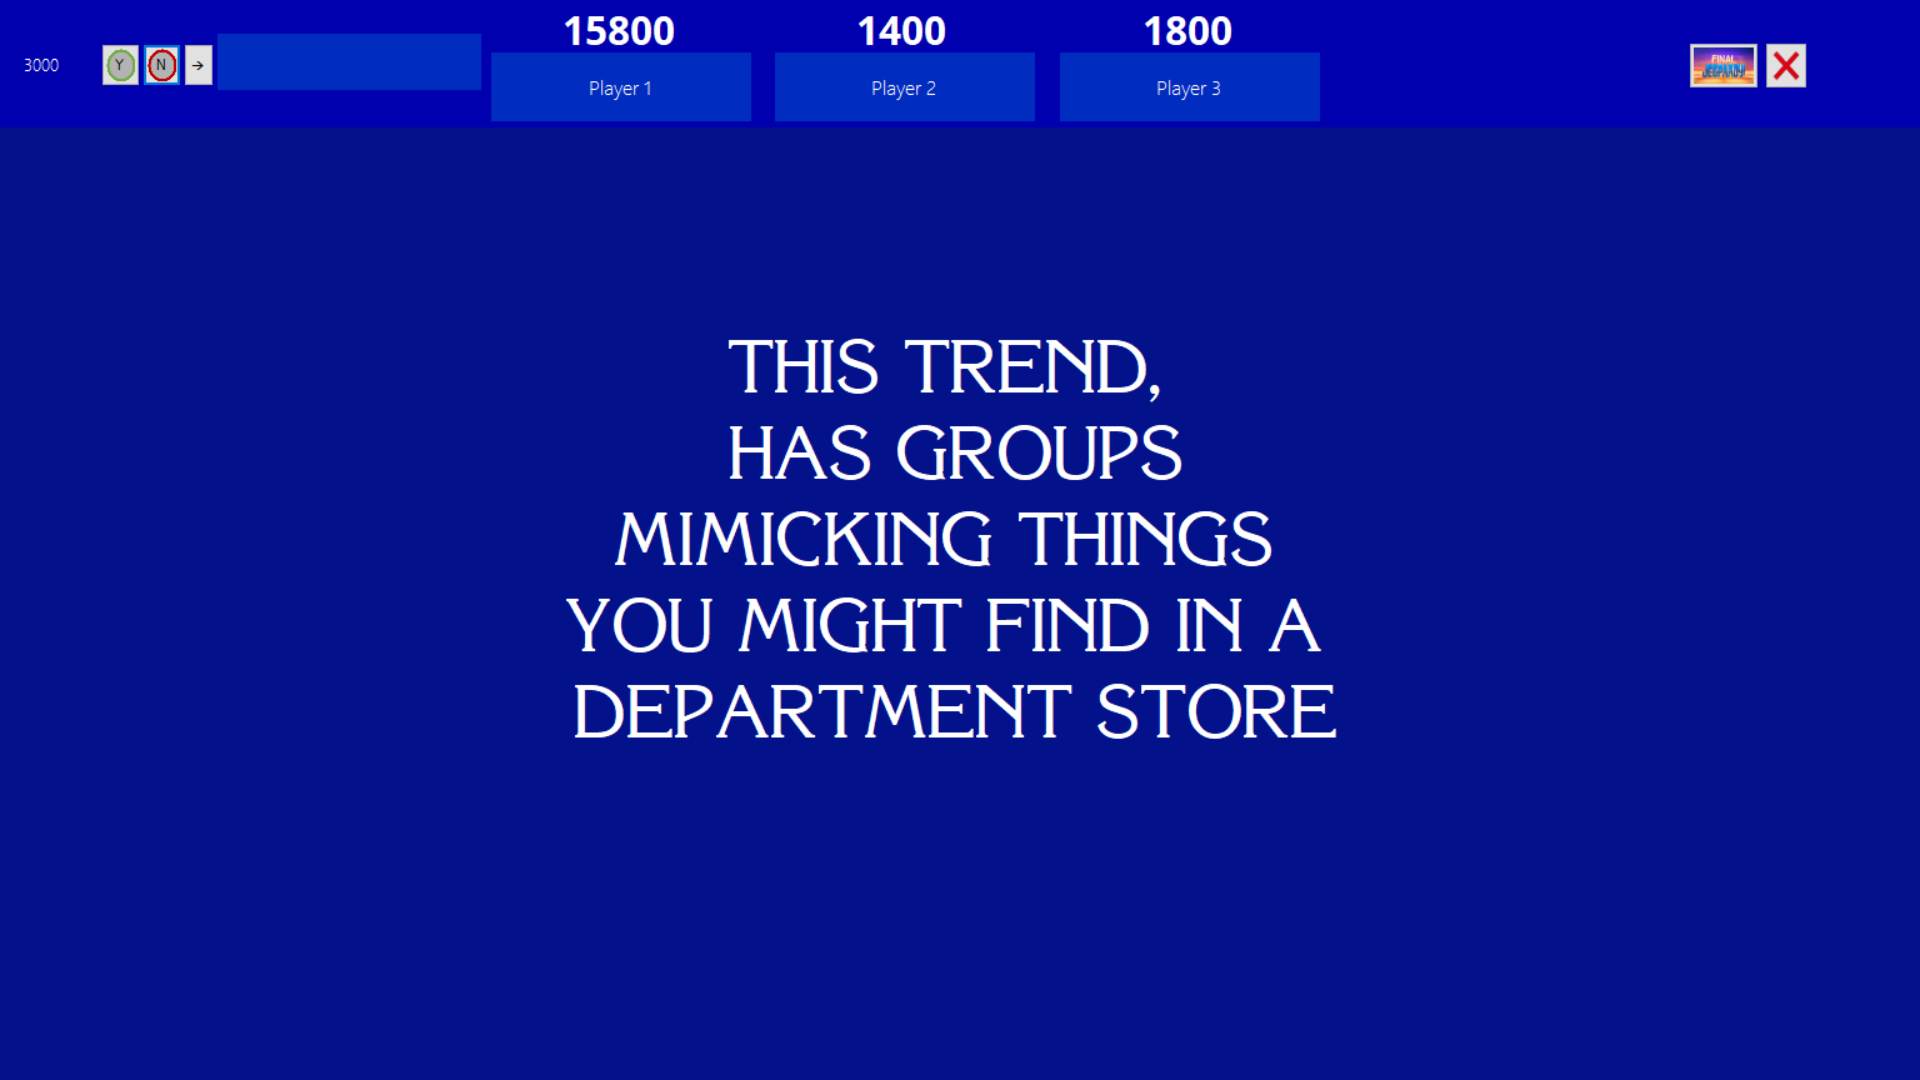 15800
1400
1800
3000
Y
N
→
Player 1
Player 2
Player 3
FINAL
JEOPARDY!
THIS TREND,
HAS GROUPS
MIMICKING THINGS
YOU MIGHT FIND IN A
DEPARTMENT STORE